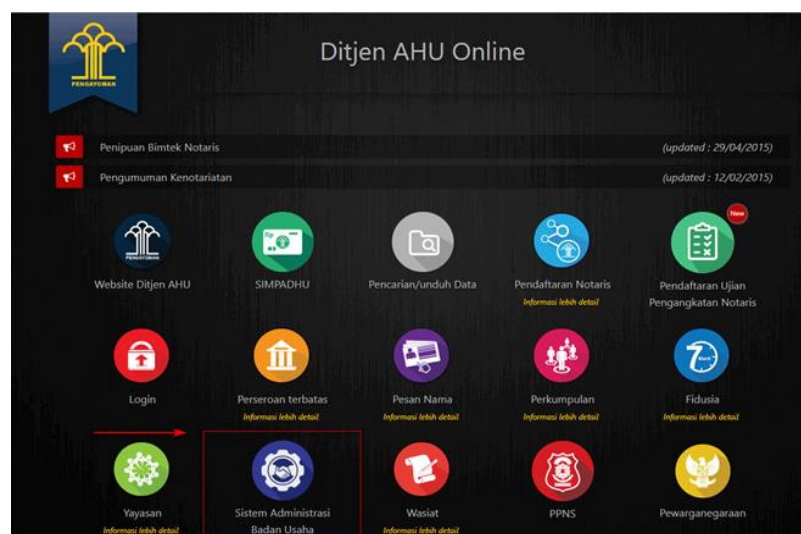 PENGAYOMAN
Ditjen AHU Online
Penipuan Bimtek Notaris
(updated : 29/04/2015)
Pengumuman Kenotariatan
(updated : 12/02/2015)
New
PENGAYOMAN
Rp
Website Ditjen AHU
SIMPADHU
Pencarian/unduh Data
Pendaftaran Notaris
Informasi lebih detail
Pendaftaran Ujian
Pengangkatan Notaris
7
Login
Perseroan terbatas
Informasi lebih detail
Pesan Nama
Perkumpulan
Informasi lebih detail
Fidusia
Informasi lebih detail
Yayasan
Informasi lebih detail
Sistem Administrasi
Badan Usaha
Wasiat
Informasi lebih detail
PPNS
Pewarganegaraan